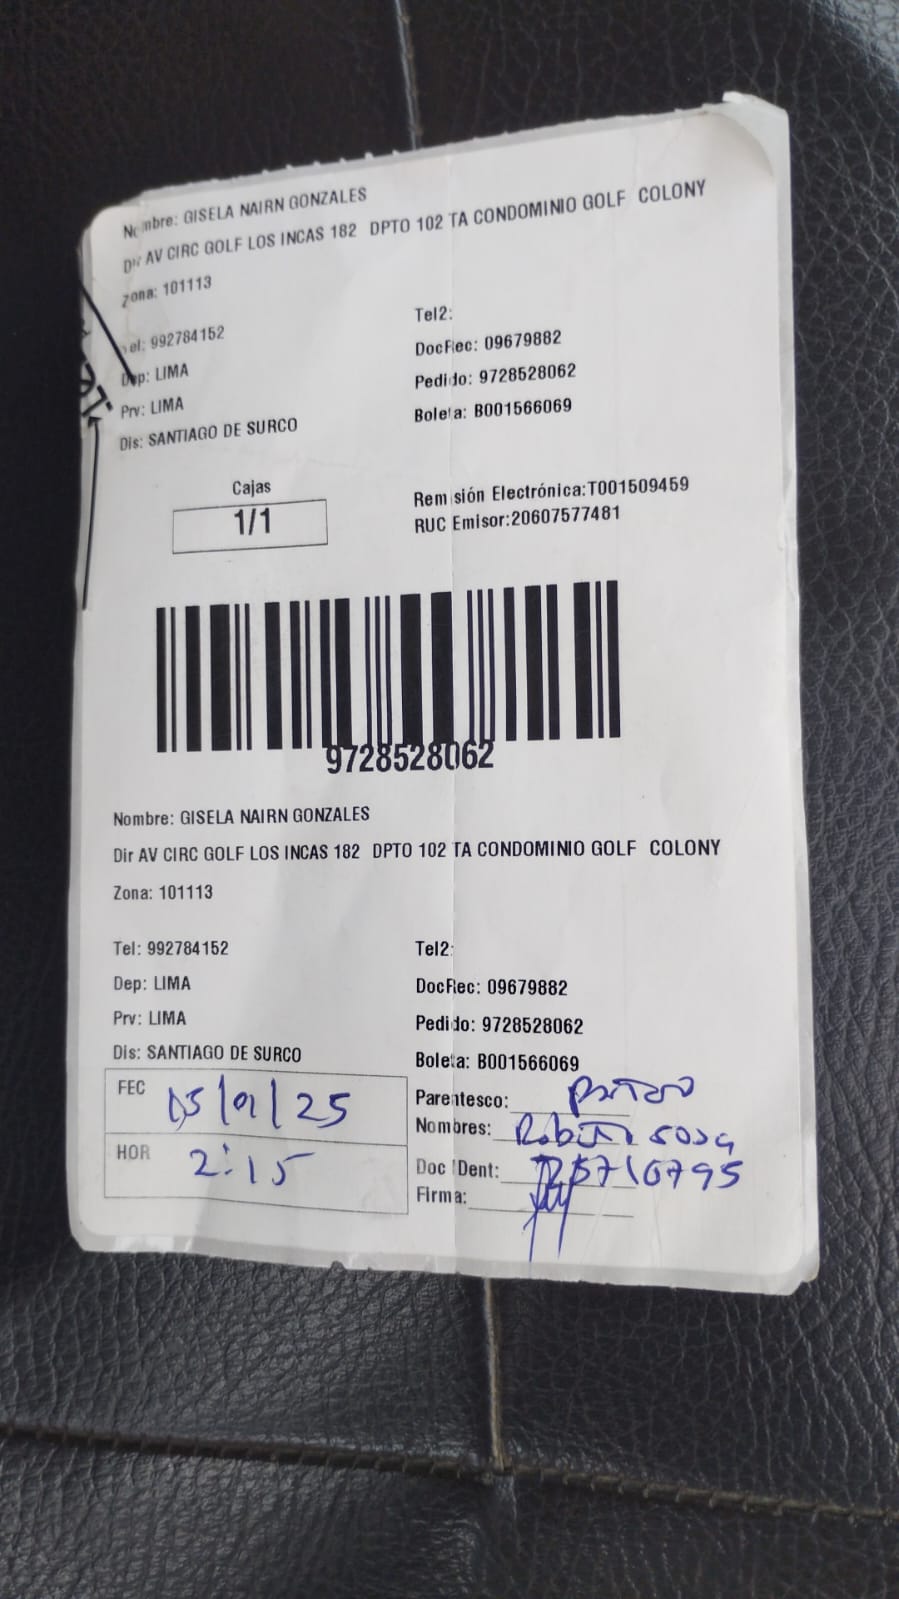 Nombre: GISELA NAIRN GONZALES
Dir AV CIRC GOLF LOS INCAS 182 DPTO 102 TA CONDOMINIO GOLF COLONY
Zona: 101113
Tel: 992784152
Tel2:
Dep: LIMA
DocRec: 09679882
Prv: LIMA
Pedido: 9728528062
Dis: SANTIAGO DE SURCO
Boleta: B001566069
Cajas
1/1
Remisión Electrónica:T001509459
RUC Emisor:20607577481
9728528062
Nombre: GISELA NAIRN GONZALES
Dir AV CIRC GOLF LOS INCAS 182 DPTO 102 TA CONDOMINIO GOLF COLONY
Zona: 101113
Tel: 992784152
Tel2:
Dep: LIMA
DocRec: 09679882
Prv: LIMA
Pedido: 9728528062
Dis: SANTIAGO DE SURCO
Boleta: B001566069
FEC
Parentesco:
Nombres: sosa
HOR 2:15
Doc IDent:
Firma: